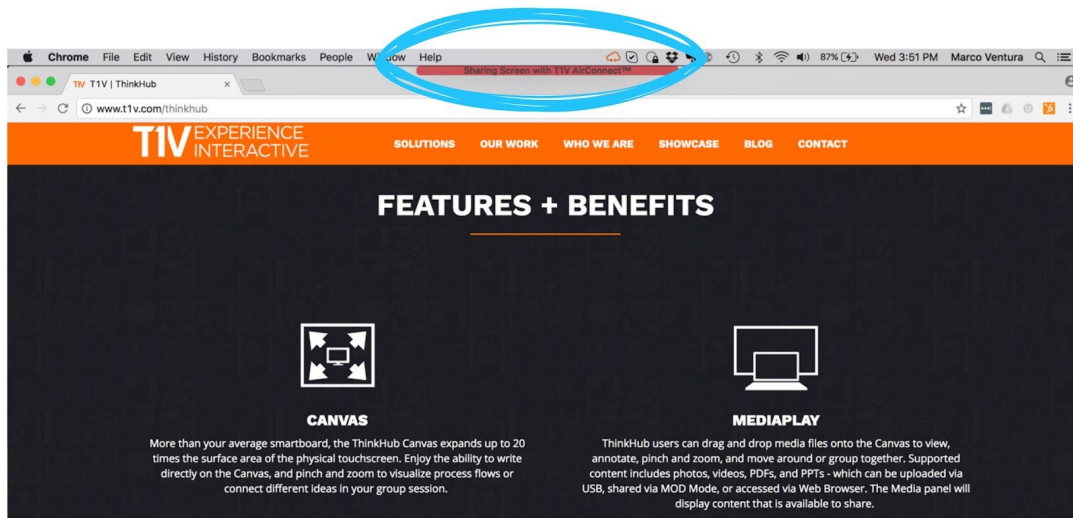 Chrome File Edit View History Bookmarks People Window Help 87% Wed 3:51 PM Marco Ventura
Sharing Screen with T1V AirConnect™
T1V T1V | ThinkHub
www.t1v.com/thinkhub
T1V EXPERIENCE INTERACTIVE
SOLUTIONS OUR WORK WHO WE ARE SHOWCASE BLOG CONTACT
FEATURES + BENEFITS
CANVAS
More than your average smartboard, the ThinkHub Canvas expands up to 20
times the surface area of the physical touchscreen. Enjoy the ability to write
directly on the Canvas, and pinch and zoom to visualize process flows or
connect different ideas in your group session.
MEDIAPLAY
ThinkHub users can drag and drop media files onto the Canvas to view,
annotate, pinch and zoom, and move around or group together. Supported
content includes photos, videos, PDFs, and PPTs - which can be uploaded via
USB, shared via MOD Mode, or accessed via Web Browser. The Media panel will
display content that is available to share.